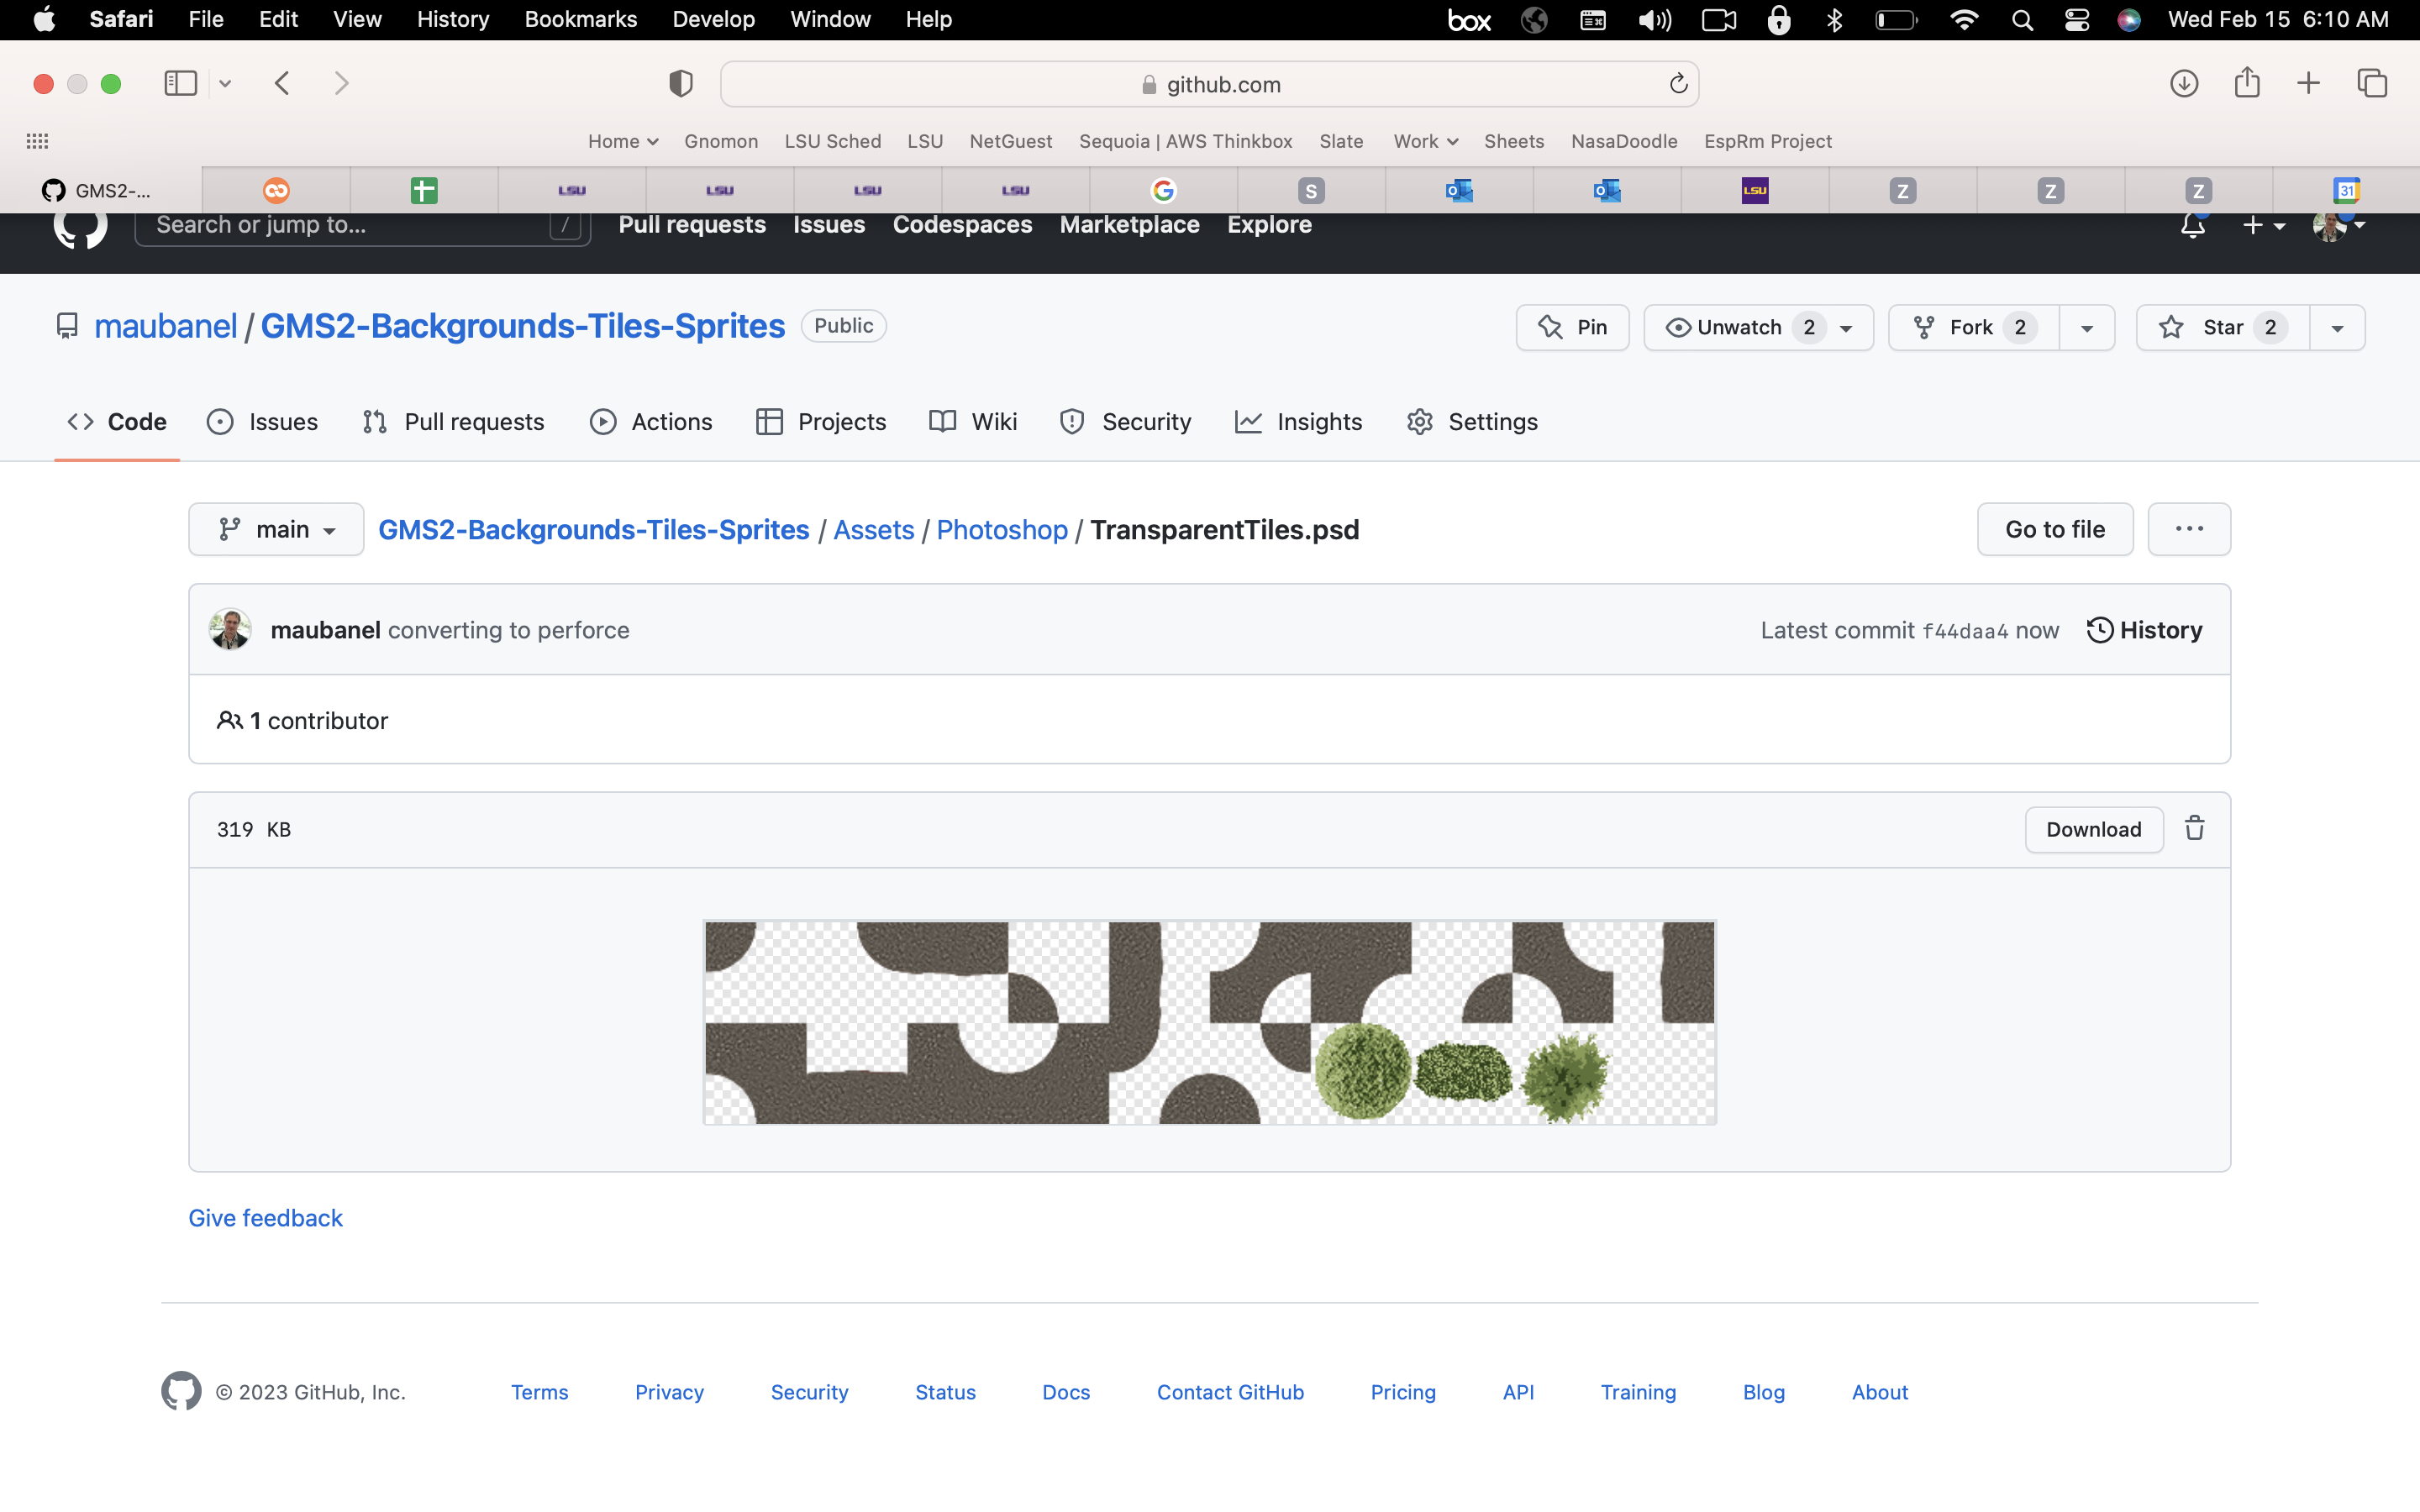 Safari File Edit View History Bookmarks Develop Window Help box Wed Feb 15 6:10 AM
github.com
Home Gnomon LSU Sched LSU NetGuest Sequoia | AWS Thinkbox Slate Work Sheets NasaDoodle EspRm Project
GMS2-... LSU LSU LSU LSU G S O O LSU Z Z Z 31
Search or jump to... / Pull requests Issues Codespaces Marketplace Explore
maubanel / GMS2-Backgrounds-Tiles-Sprites Public Pin Unwatch 2 Fork 2 Star 2
Code Issues Pull requests Actions Projects Wiki Security Insights Settings
main GMS2-Backgrounds-Tiles-Sprites / Assets / Photoshop / TransparentTiles.psd Go to file ...
maubanel converting to perforce Latest commit f44daa4 now History
1 contributor
319 KB Download
Give feedback
© 2023 GitHub, Inc. Terms Privacy Security Status Docs Contact GitHub Pricing API Training Blog About